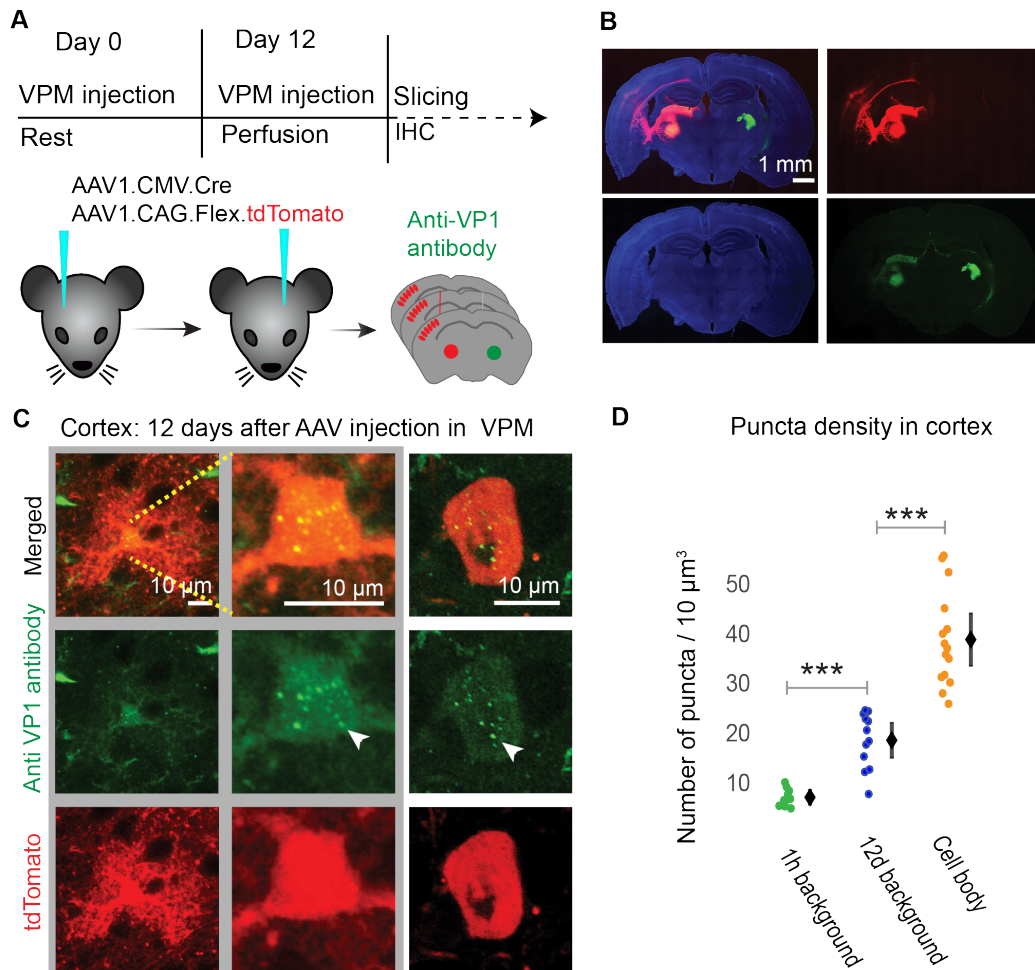 A
Day 0
Day 12
VPM injection
VPM injection
Slicing
Rest
Perfusion
IHC
AAV1.CMV.Cre
AAV1.CAG.Flex.tdTomato
Anti-VP1
antibody
B
1 mm
C
Cortex: 12 days after AAV injection in VPM
Merged
10 µm
10 µm
10 µm
Anti VP1 antibody
tdTomato
D
Puncta density in cortex
Number of puncta / 10 µm³
50
40
30
20
10
***
***
1h background
12d background
Cell body